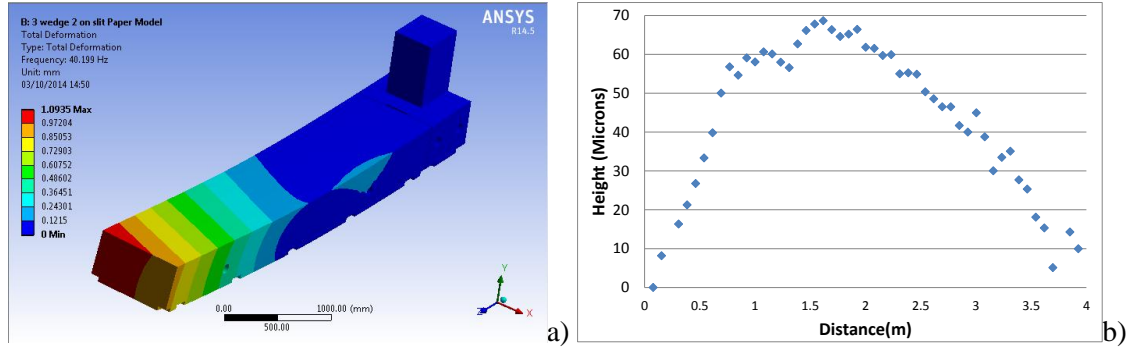 B: 3 wedge 2 on slit Paper Model
Total Deformation
Type: Total Deformation
Frequency: 40.199 Hz
Unit: mm
03/10/2014 14:50
ANSYS
R14.5
1.0935 Max
0.97204
0.85053
0.72903
0.60752
0.48602
0.36451
0.24301
0.1215
0 Min
0.00
1000.00 (mm)
500.00
Y
Z
X
a)
Height (Microns)
70
60
50
40
30
20
10
0
0
0.5
1
1.5
2
2.5
3
3.5
4
Distance(m)
b)